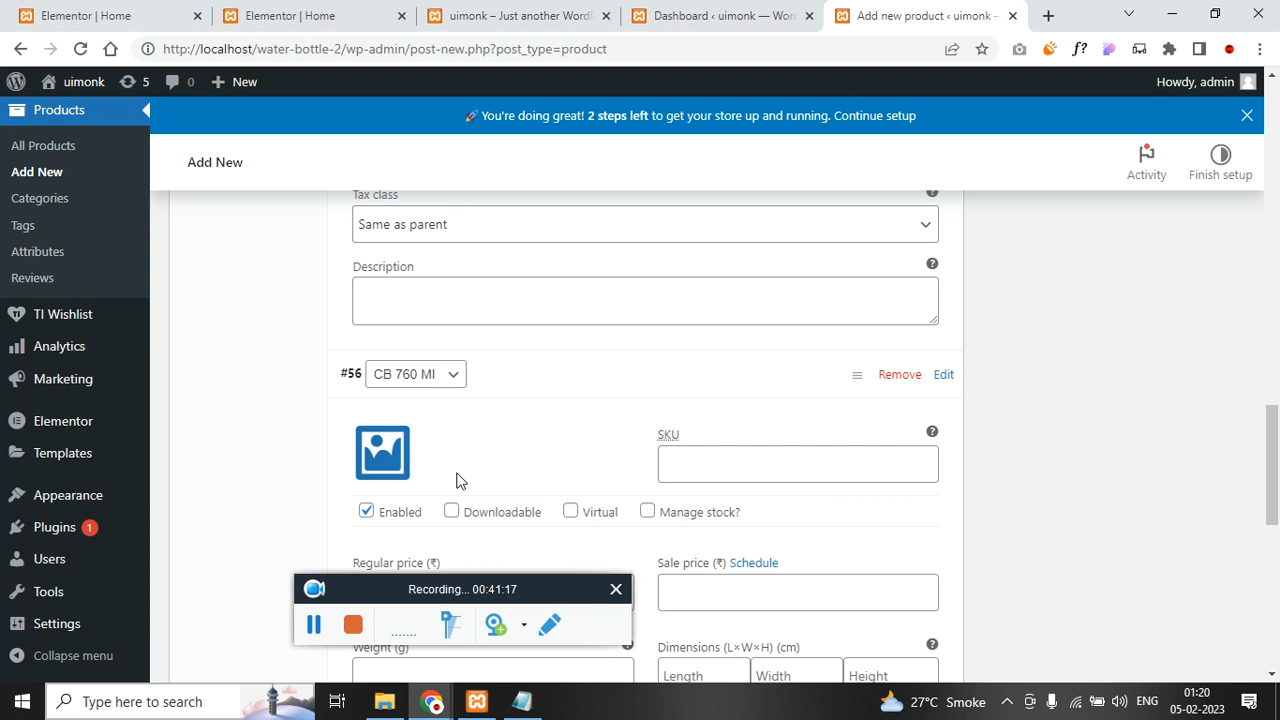 Elementor | Home
Elementor | Home
uimonk – Just another WordP
Dashboard ‹ uimonk — Wor
Add new product ‹ uimonk –
http://localhost/water-bottle-2/wp-admin/post-new.php?post_type=product
f?
uimonk
5
0
New
Howdy, admin
Products
All Products
Add New
Categories
Tags
Attributes
Reviews
TI Wishlist
Analytics
Marketing
Elementor
Templates
Appearance
Plugins 1
Users
Tools
Settings
Collapse menu
🚀 You're doing great! 2 steps left to get your store up and running. Continue setup
Add New
Activity
Finish setup
Tax class
Same as parent
Description
#56 CB 760 Ml
Remove Edit
SKU
Enabled Downloadable Virtual Manage stock?
Regular price (₹)
Sale price (₹) Schedule
Recording... 00:41:17
Weight (g)
Dimensions (L×W×H) (cm)
Length Width Height
Type here to search
27°C Smoke
ENG
01:20
05-02-2023